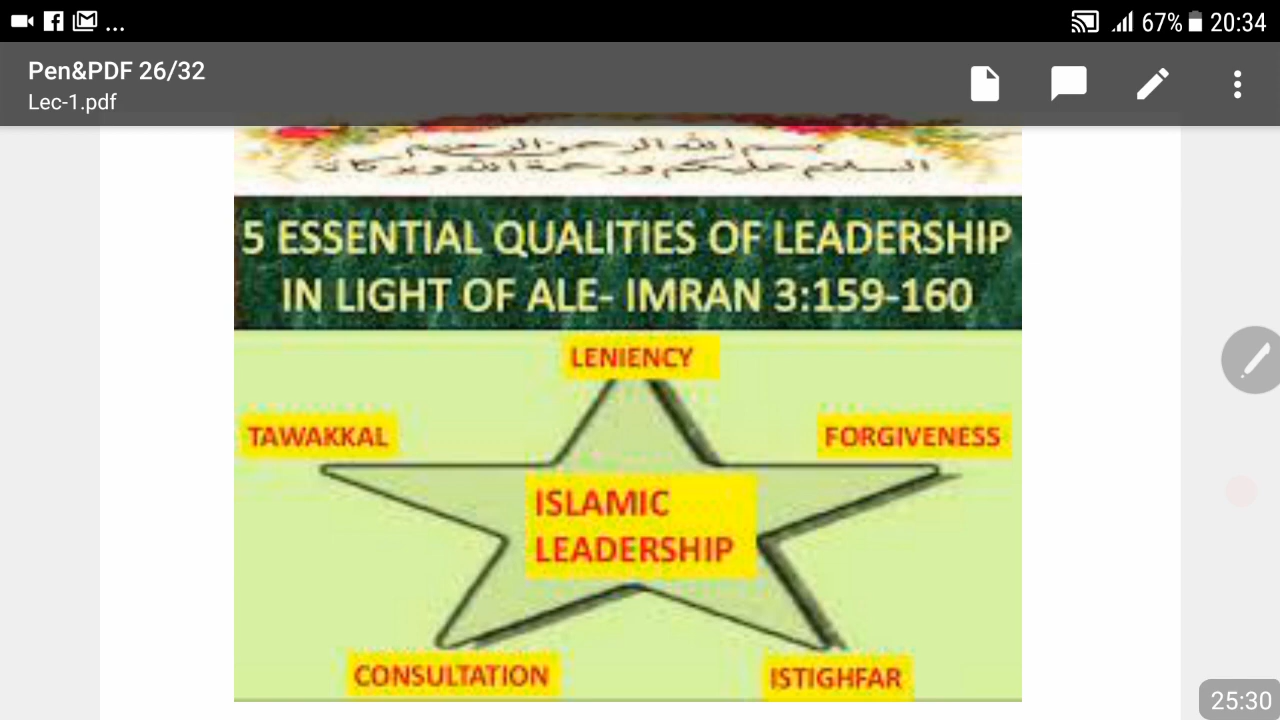 ... 67% 20:34
Pen&PDF 26/32
Lec-1.pdf
بسم الله الرحمن الرحيم
السلام عليكم ورحمة الله وبركاته
5 ESSENTIAL QUALITIES OF LEADERSHIP
IN LIGHT OF ALE- IMRAN 3:159-160
LENIENCY
TAWAKKAL
FORGIVENESS
ISLAMIC
LEADERSHIP
CONSULTATION
ISTIGHFAR
25:30